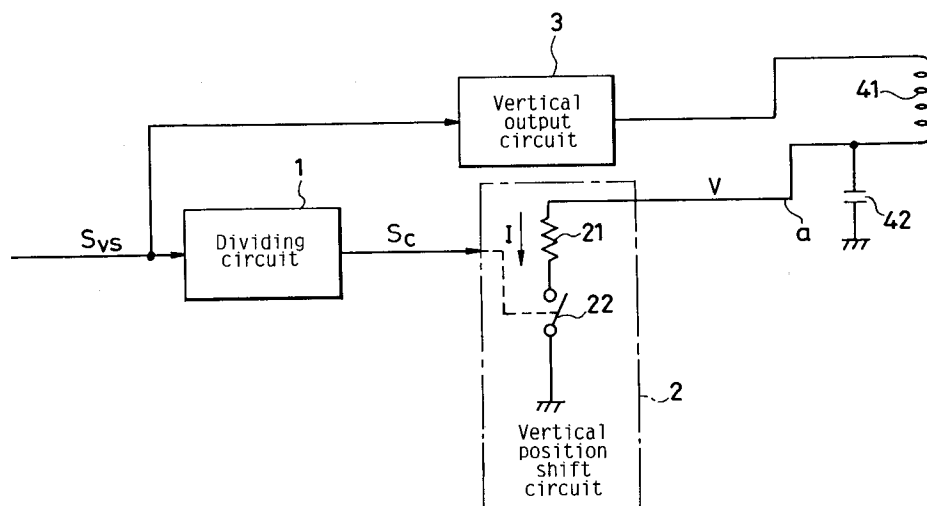 3
Vertical
output
circuit
41
1
V
a
42
Svs
Dividing
circuit
Sc
I
21
22
2
Vertical
position
shift
circuit